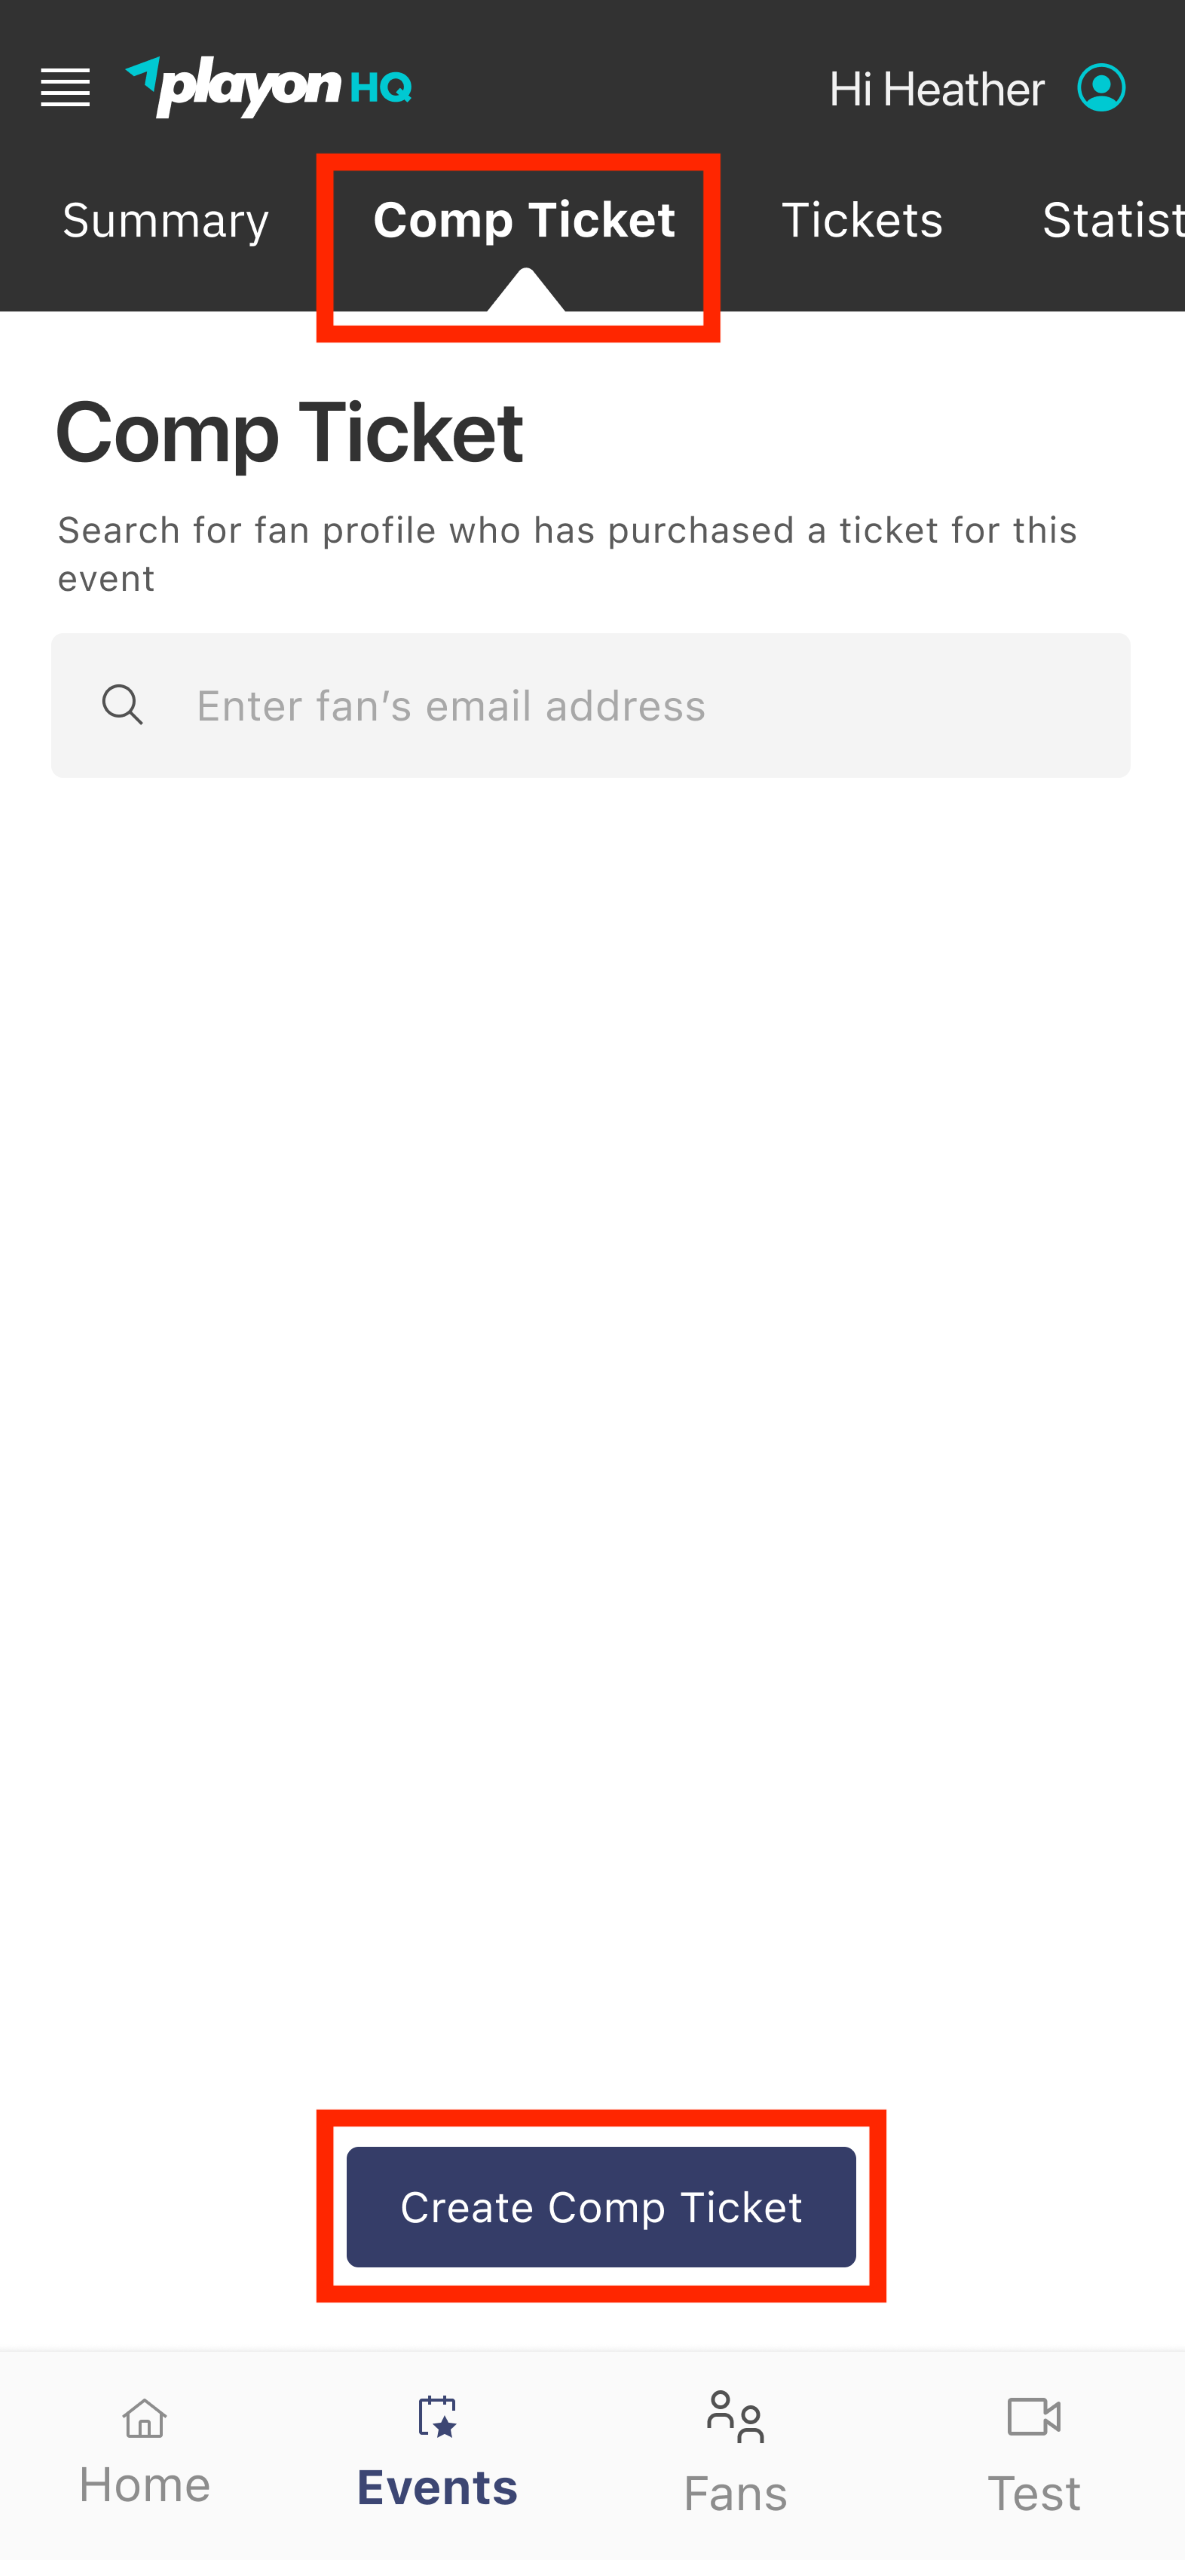 playon HQ
Hi Heather
Summary
Comp Ticket
Tickets
Statist
Comp Ticket
Search for fan profile who has purchased a ticket for this
event
Enter fan’s email address
Create Comp Ticket
Home
Events
Fans
Test